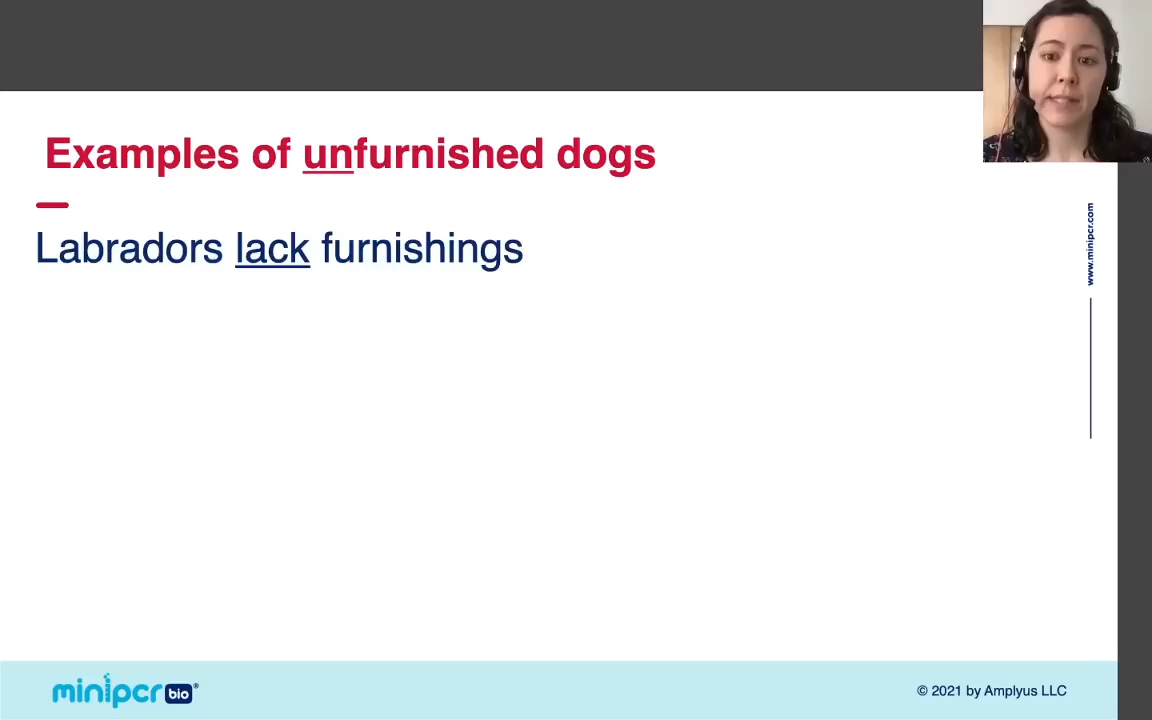 Examples of unfurnished dogs
Labradors lack furnishings
www.minipcr.com
minipcr bio®
© 2021 by Amplyus LLC